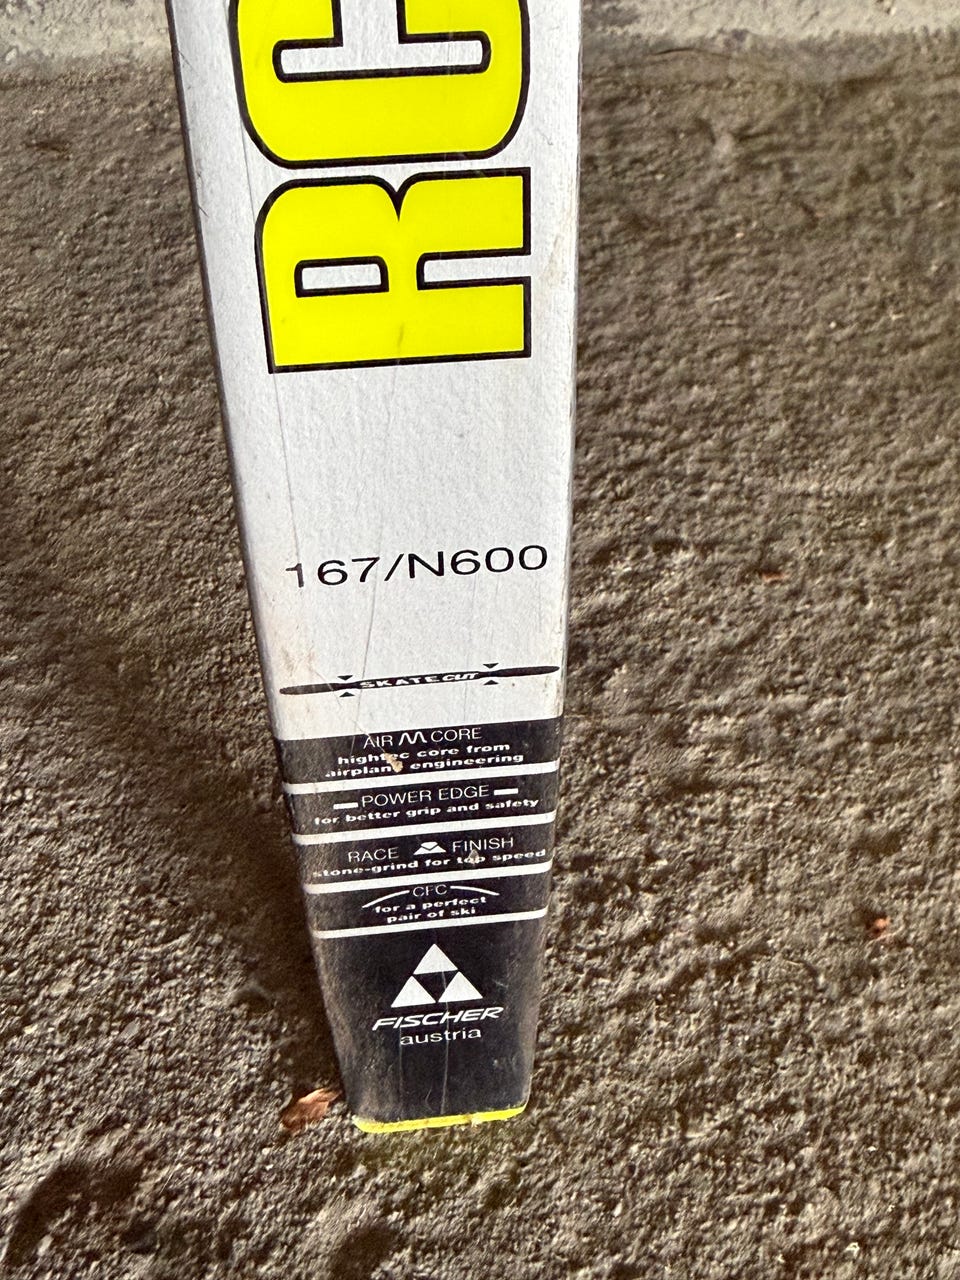 RC
167/N600
SKATE CUT
AIR CORE
hightec core from
airplane engineering
POWER EDGE
for better grip and safety
RACE FINISH
stone-grind for top speed
CFC
for a perfect
pair of ski
FISCHER
austria